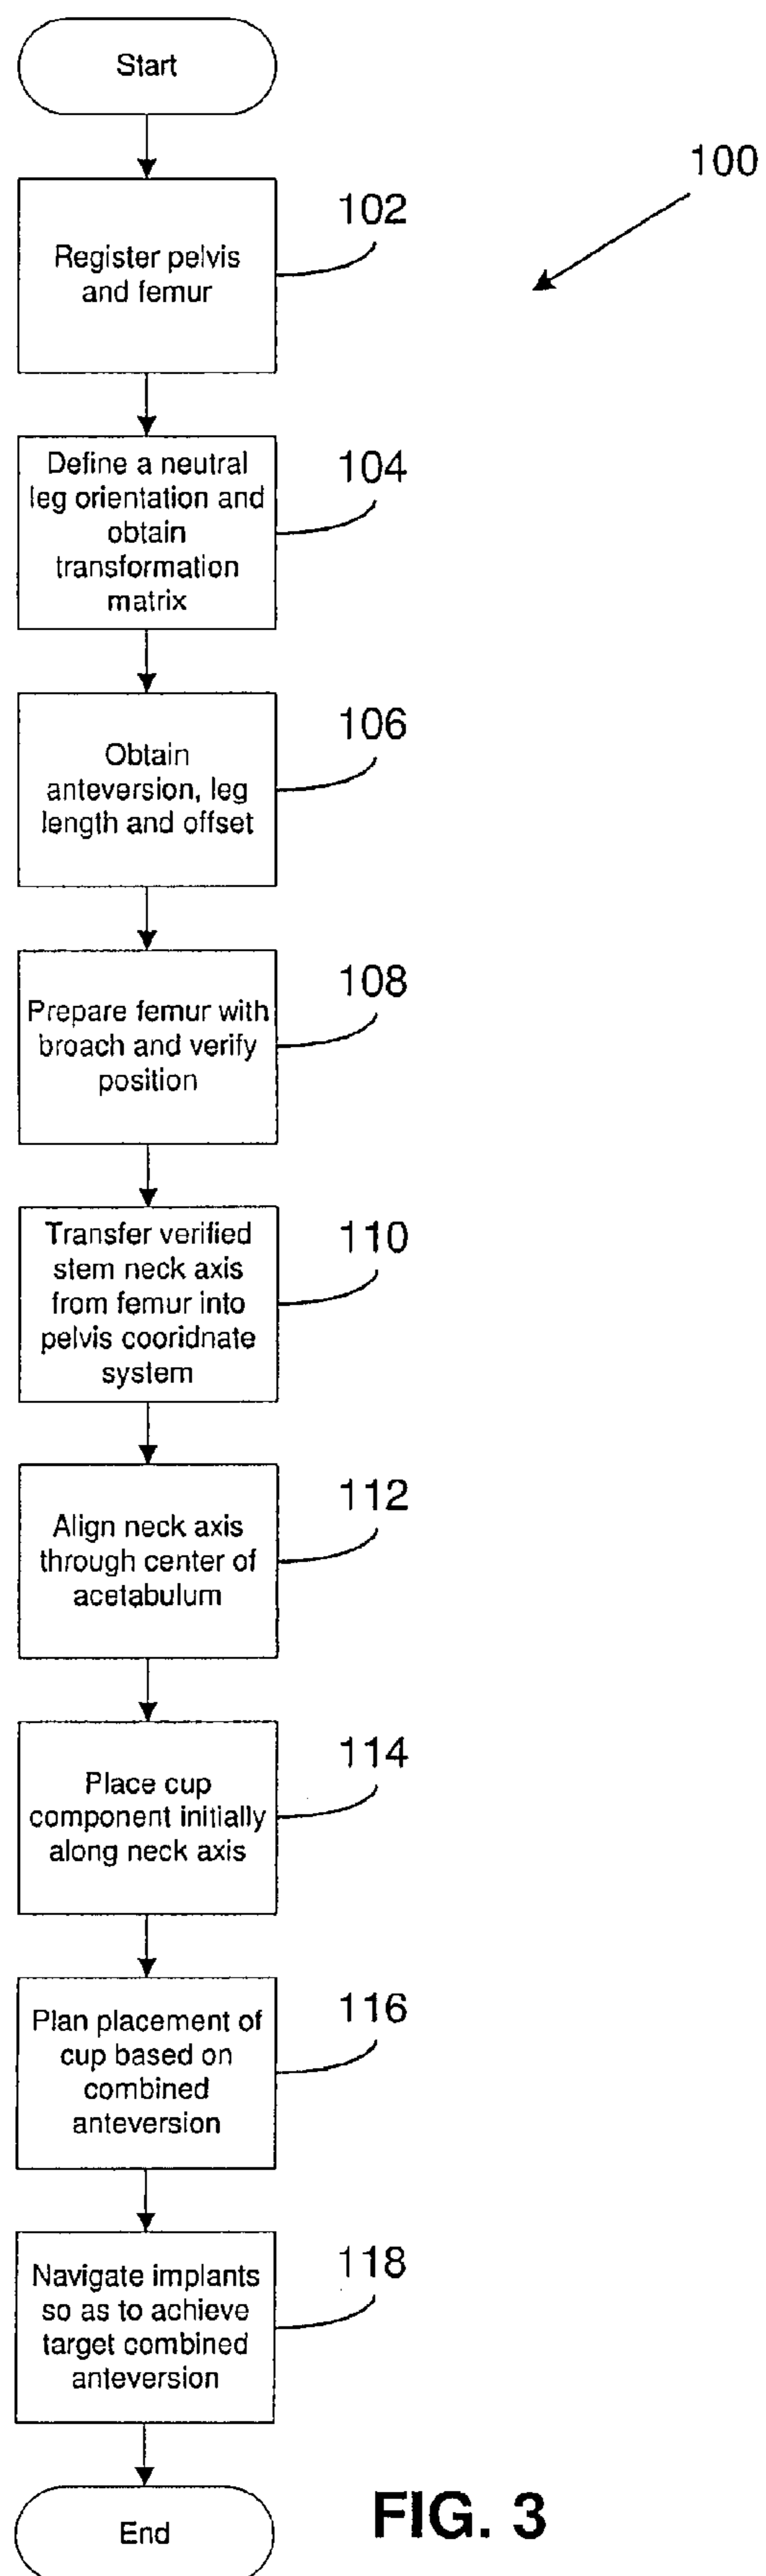 Start
100
102
Register pelvis
and femur
104
Define a neutral
leg orientation and
obtain
transformation
matrix
106
Obtain
anteversion, leg
length and offset
108
Prepare femur with
broach and verify
position
110
Transfer verified
stem neck axis
from femur into
pelvis cooridnate
system
112
Align neck axis
through center of
acetabulum
114
Place cup
component initially
along neck axis
116
Plan placement of
cup based on
combined
anteversion
118
Navigate implants
so as to achieve
target combined
anteversion
End
FIG. 3